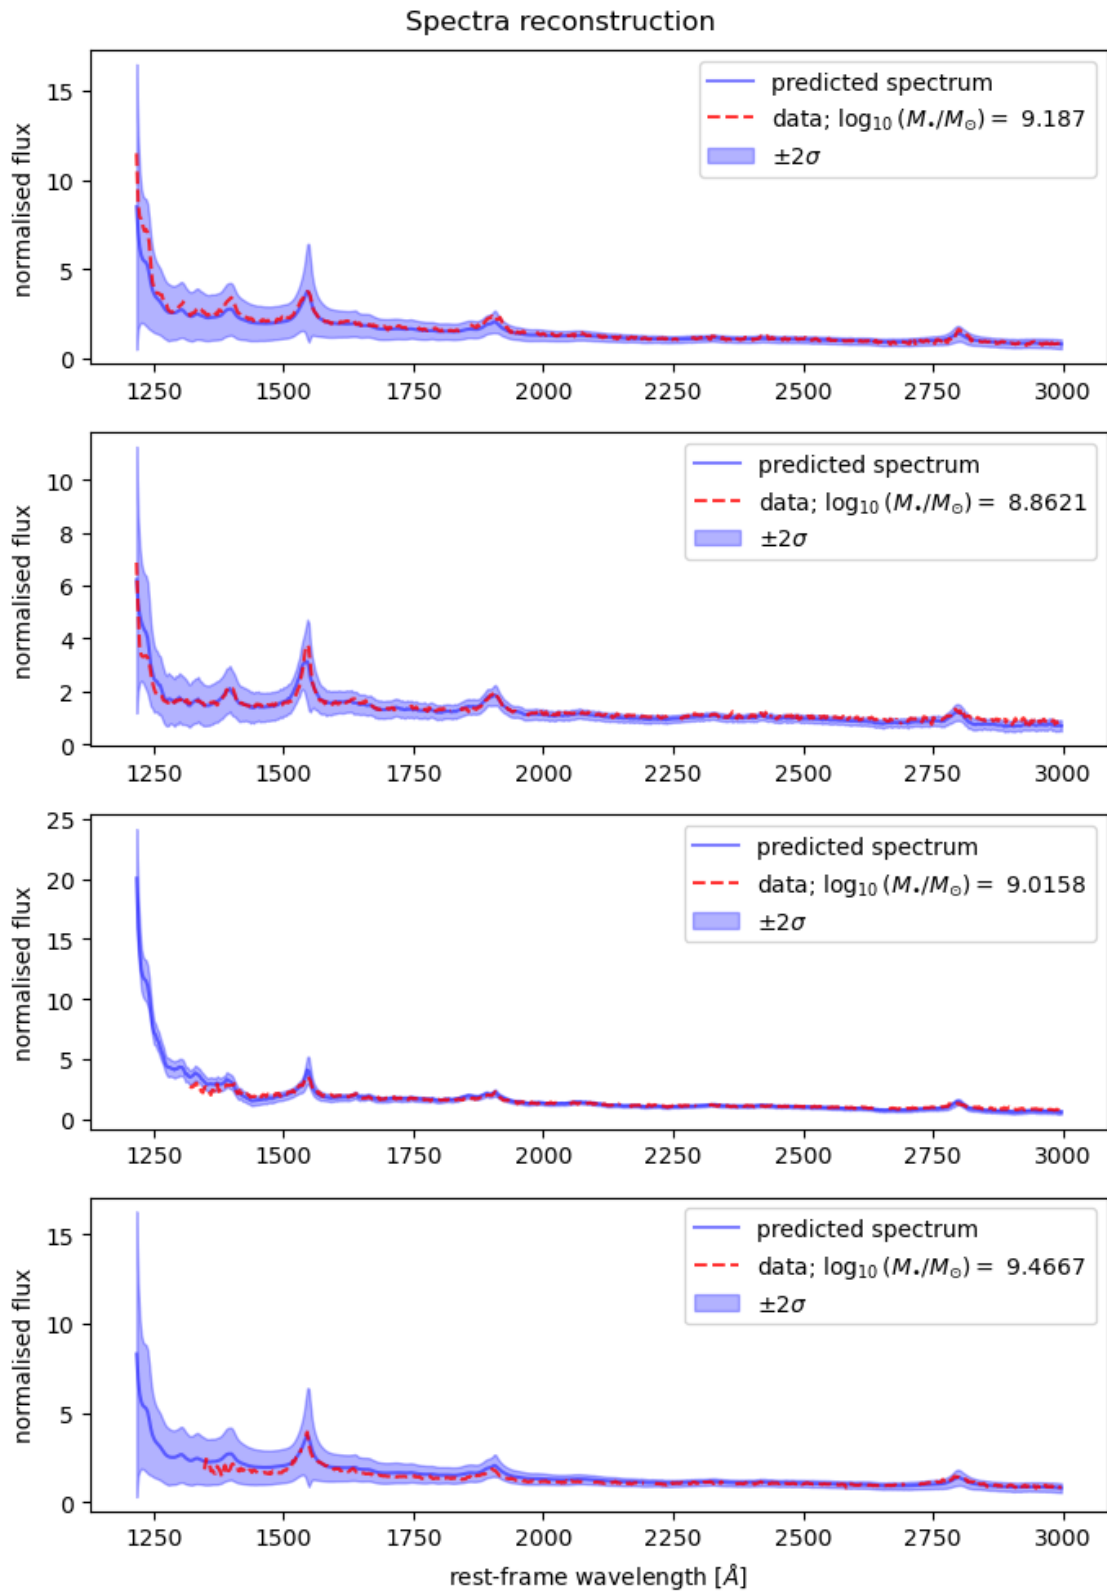 Spectra reconstruction
normalised flux
15
10
5
0
predicted spectrum
data; log₁₀ (M•/M⊙) = 9.187
±2σ
1250 1500 1750 2000 2250 2500 2750 3000
normalised flux
10
8
6
4
2
0
predicted spectrum
data; log₁₀ (M•/M⊙) = 8.8621
±2σ
1250 1500 1750 2000 2250 2500 2750 3000
normalised flux
25
20
15
10
5
0
predicted spectrum
data; log₁₀ (M•/M⊙) = 9.0158
±2σ
1250 1500 1750 2000 2250 2500 2750 3000
normalised flux
15
10
5
0
predicted spectrum
data; log₁₀ (M•/M⊙) = 9.4667
±2σ
1250 1500 1750 2000 2250 2500 2750 3000
rest-frame wavelength [Å]